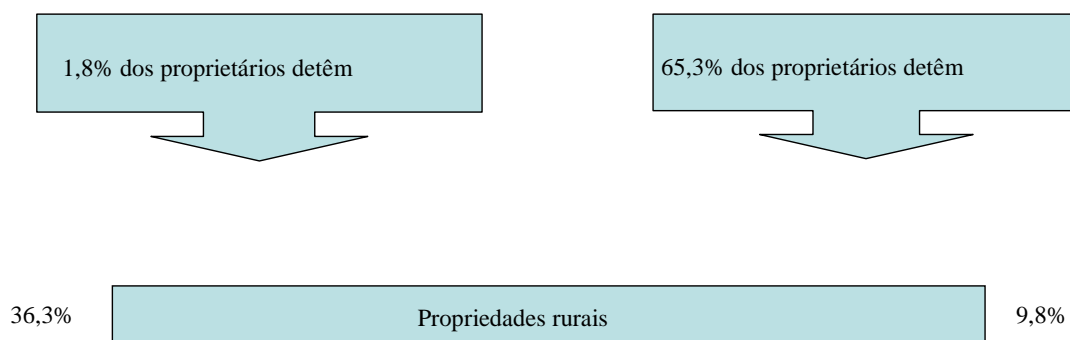 1,8% dos proprietários detêm
65,3% dos proprietários detêm
36,3%
Propriedades rurais
9,8%